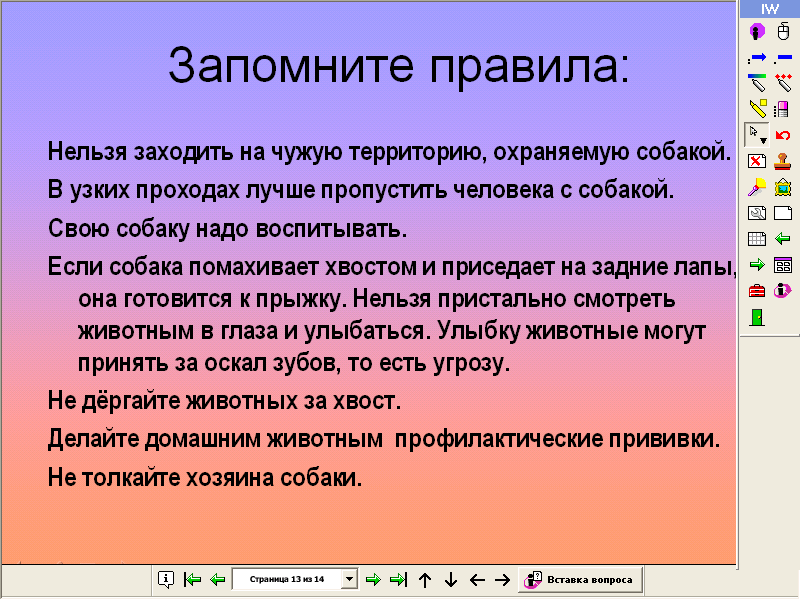 IW
Запомните правила:
Нельзя заходить на чужую территорию, охраняемую собакой.
В узких проходах лучше пропустить человека с собакой.
Свою собаку надо воспитывать.
Если собака помахивает хвостом и приседает на задние лапы,
она готовится к прыжку. Нельзя пристально смотреть
животным в глаза и улыбаться. Улыбку животные могут
принять за оскал зубов, то есть угрозу.
Не дёргайте животных за хвост.
Делайте домашним животным профилактические прививки.
Не толкайте хозяина собаки.
Страница 13 из 14
Вставка вопроса